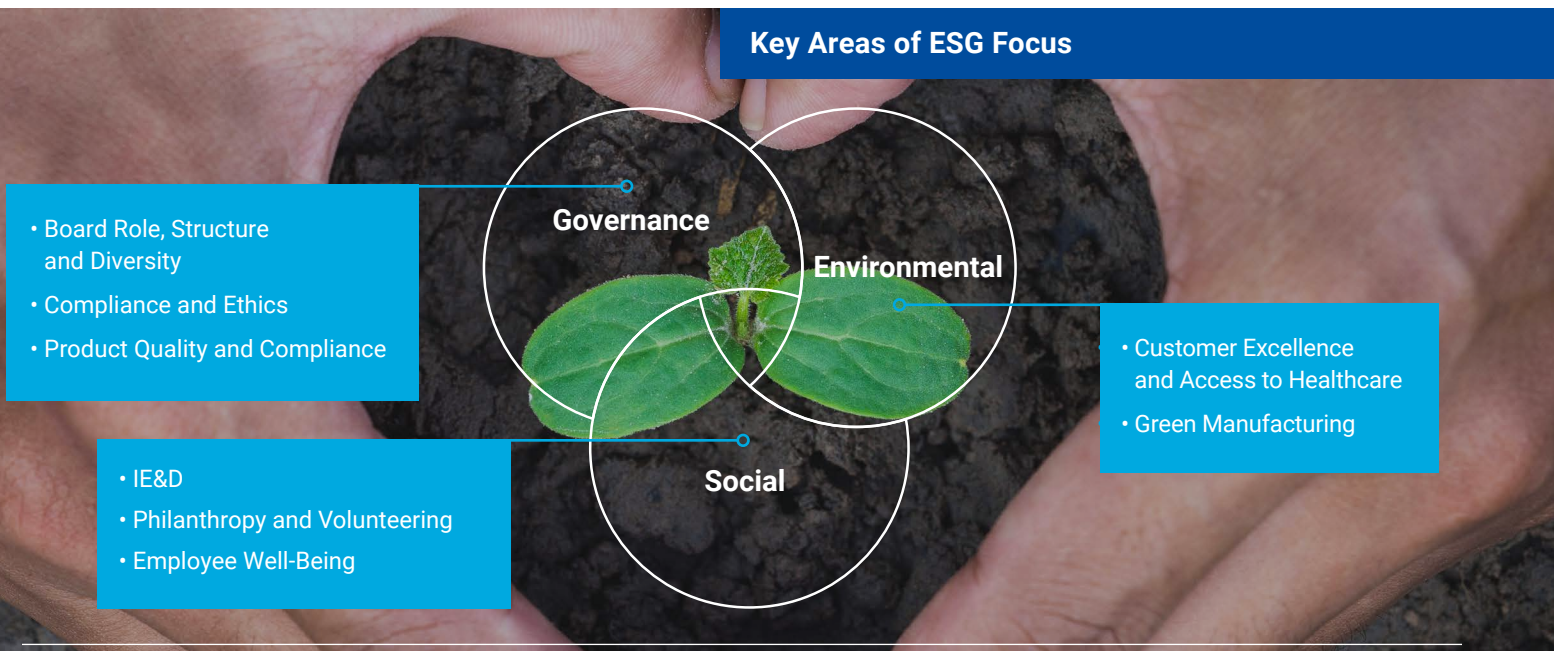 Key Areas of ESG Focus
Governance
• Board Role, Structure
and Diversity
• Compliance and Ethics
• Product Quality and Compliance
Environmental
• Customer Excellence
and Access to Healthcare
• Green Manufacturing
Social
• IE&D
• Philanthropy and Volunteering
• Employee Well-Being